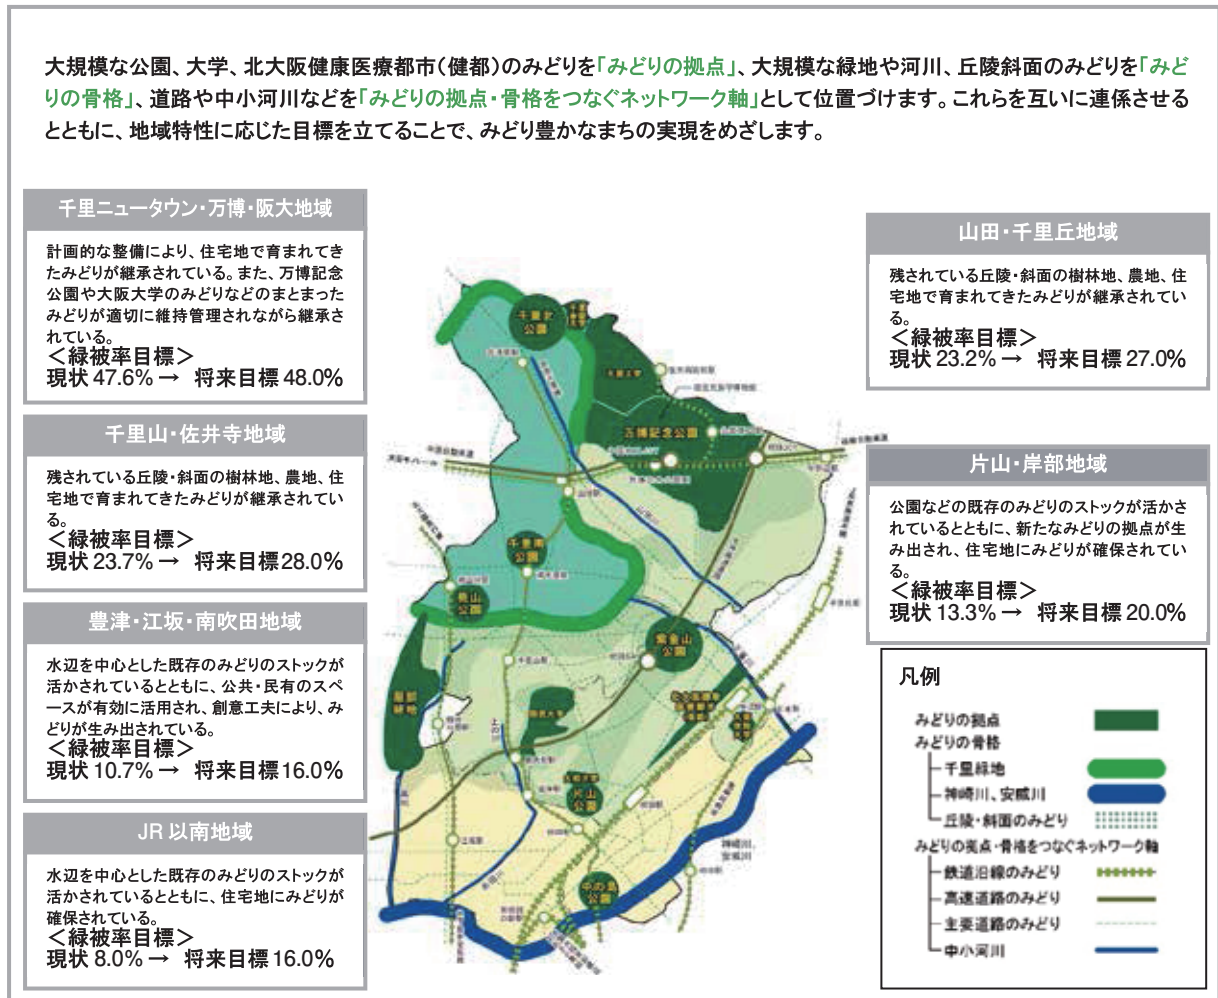 大規模な公園、大学、北大阪健康医療都市(健都)のみどりを「みどりの拠点」、大規模な緑地や河川、丘陵斜面のみどりを「みど
りの骨格」、道路や中小河川などを「みどりの拠点・骨格をつなぐネットワーク軸」として位置づけます。これらを互いに連係させる
とともに、地域特性に応じた目標を立てることで、みどり豊かなまちの実現をめざします。
千里ニュータウン・万博・阪大地域
計画的な整備により、住宅地で育まれてき
たみどりが継承されている。また、万博記念
公園や大阪大学のみどりなどのまとまった
みどりが適切に維持管理されながら継承さ
れている。
<緑被率目標>
現状 47.6% → 将来目標 48.0%
千里山・佐井寺地域
残されている丘陵・斜面の樹林地、農地、住
宅地で育まれてきたみどりが継承されてい
る。
<緑被率目標>
現状 23.7% → 将来目標 28.0%
豊津・江坂・南吹田地域
水辺を中心とした既存のみどりのストックが
活かされているとともに、公共・民有のスペ
ースが有効に活用され、創意工夫により、み
どりが生み出されている。
<緑被率目標>
現状 10.7% → 将来目標 16.0%
JR 以南地域
水辺を中心とした既存のみどりのストックが
活かされているとともに、住宅地にみどりが
確保されている。
<緑被率目標>
現状 8.0% → 将来目標 16.0%
千里北
公園
万博記念公園
千里南
公園
桃山
公園
紫金山
公園
服部
緑地
片山
公園
中の島
公園
神崎川、
安威川
山田・千里丘地域
残されている丘陵・斜面の樹林地、農地、住
宅地で育まれてきたみどりが継承されてい
る。
<緑被率目標>
現状 23.2% → 将来目標 27.0%
片山・岸部地域
公園などの既存のみどりのストックが活かさ
れているとともに、新たなみどりの拠点が生
み出され、住宅地にみどりが確保されてい
る。
<緑被率目標>
現状 13.3% → 将来目標 20.0%
凡例
みどりの拠点
みどりの骨格
千里緑地
神崎川、安威川
丘陵・斜面のみどり
みどりの拠点・骨格をつなぐネットワーク軸
鉄道沿線のみどり
高速道路のみどり
主要道路のみどり
中小河川